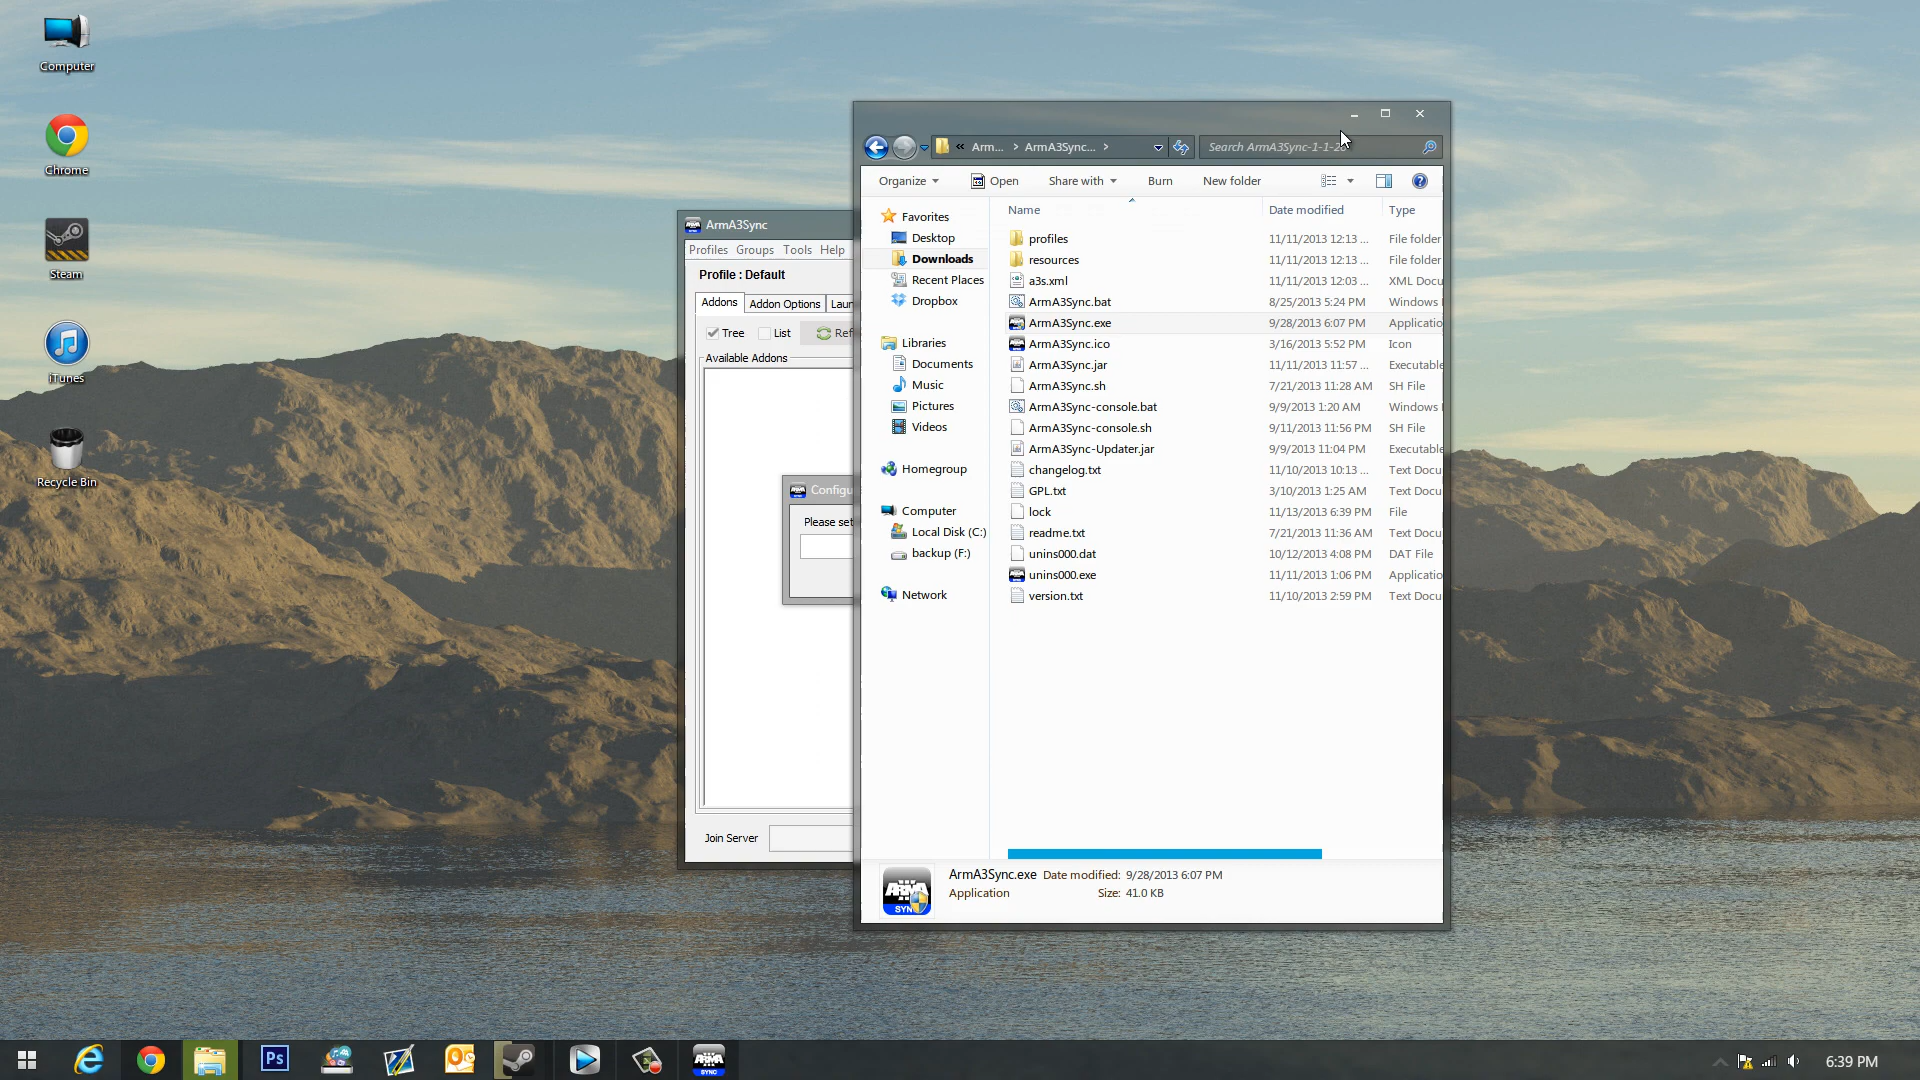 Computer
Chrome
Steam
iTunes
Recycle Bin
ArmA3Sync
Profiles Groups Tools Help
Profile : Default
Addons Addon Options Laun
Tree List Ref
Available Addons
Configu
Please set
Join Server
« Arm... > ArmA3Sync... >
Search ArmA3Sync-1-1-2
Organize Open Share with Burn New folder
Name Date modified Type
Favorites
Desktop
Downloads
Recent Places
Dropbox
Libraries
Documents
Music
Pictures
Videos
Homegroup
Computer
Local Disk (C:)
backup (F:)
Network
profiles 11/11/2013 12:13 ... File folder
resources 11/11/2013 12:13 ... File folder
a3s.xml 11/11/2013 12:03 ... XML Docu
ArmA3Sync.bat 8/25/2013 5:24 PM Windows
ArmA3Sync.exe 9/28/2013 6:07 PM Applicatio
ArmA3Sync.ico 3/16/2013 5:52 PM Icon
ArmA3Sync.jar 11/11/2013 11:57 ... Executable
ArmA3Sync.sh 7/21/2013 11:28 AM SH File
ArmA3Sync-console.bat 9/9/2013 1:20 AM Windows
ArmA3Sync-console.sh 9/11/2013 11:56 PM SH File
ArmA3Sync-Updater.jar 9/9/2013 11:04 PM Executable
changelog.txt 11/10/2013 10:13 ... Text Docu
GPL.txt 3/10/2013 1:25 AM Text Docu
lock 11/13/2013 6:39 PM File
readme.txt 7/21/2013 11:36 AM Text Docu
unins000.dat 10/12/2013 4:08 PM DAT File
unins000.exe 11/11/2013 1:06 PM Applicatio
version.txt 11/10/2013 2:59 PM Text Docu
ARMA
SYNC
ArmA3Sync.exe Date modified: 9/28/2013 6:07 PM
Application Size: 41.0 KB
Ps
ARMA
SYNC
6:39 PM